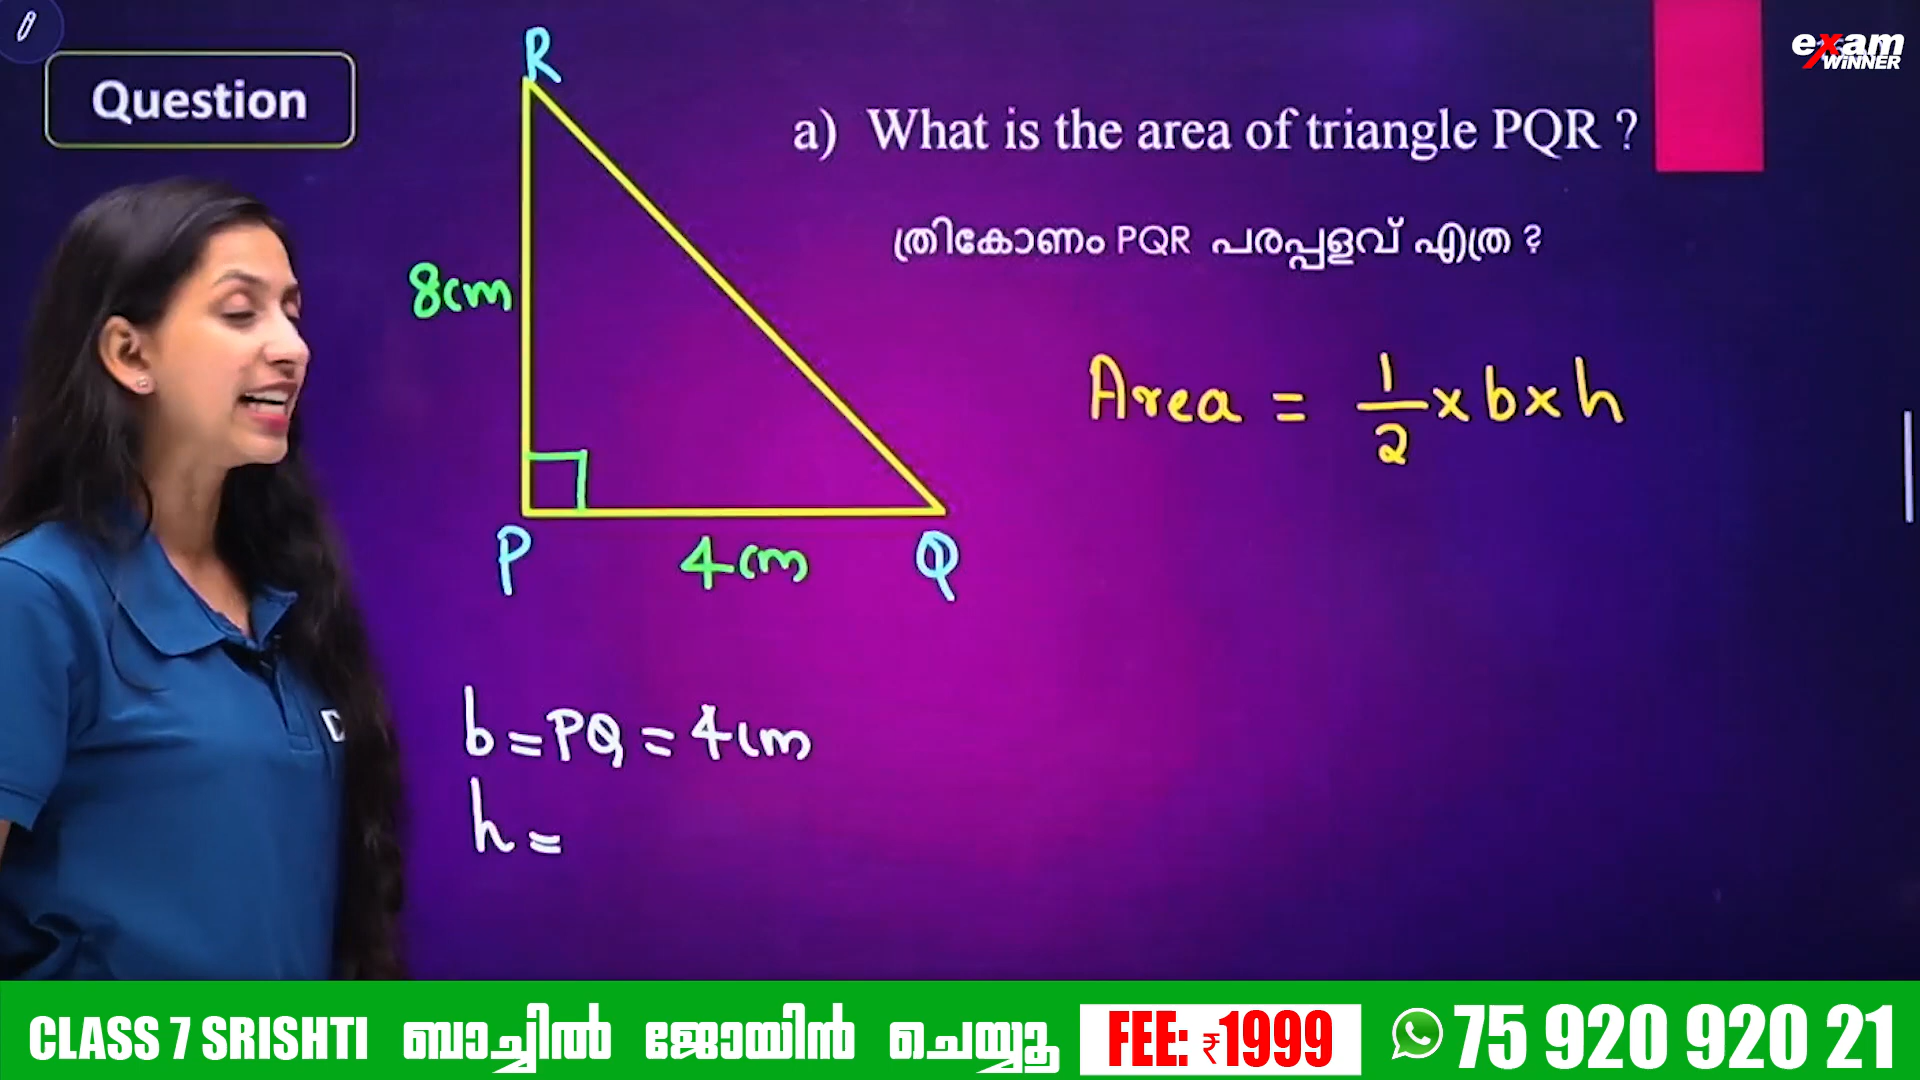 Question
exam
WINNER
R
a) What is the area of triangle PQR ?
ത്രികോണം PQR പരപ്പളവ് എത്ര ?
8cm
Area = 1/2 x b x h
P
4cm
Q
b = PQ = 4cm
h =
CLASS 7 SRISHTI ബാച്ചിൽ ജോയിൻ ചെയ്യൂ FEE: ₹1999 75 920 920 21